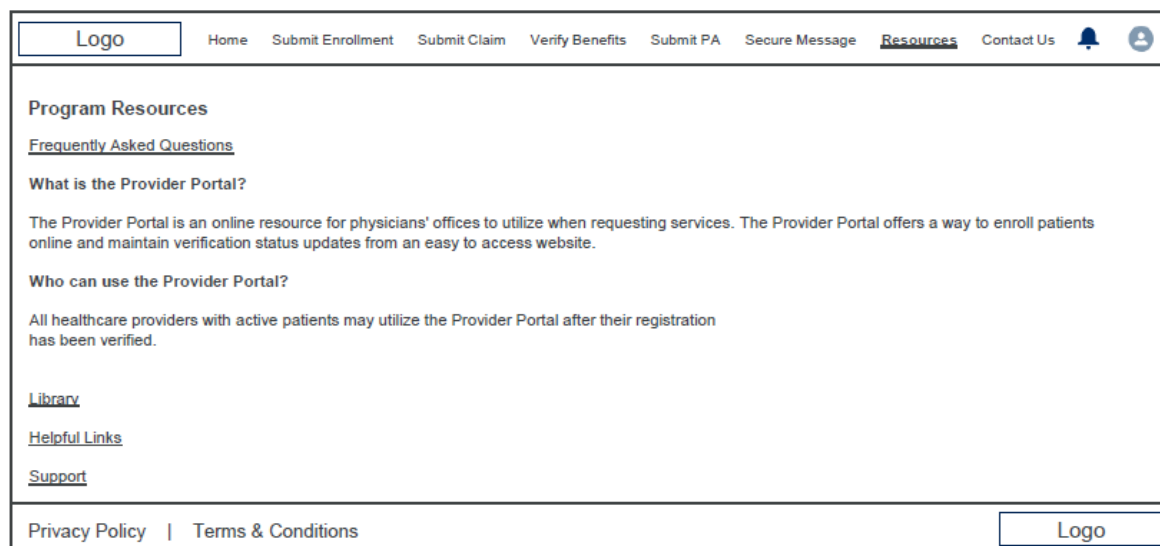 Logo Home Submit Enrollment Submit Claim Verify Benefits Submit PA Secure Message Resources Contact Us
Program Resources
Frequently Asked Questions
What is the Provider Portal?
The Provider Portal is an online resource for physicians' offices to utilize when requesting services. The Provider Portal offers a way to enroll patients
online and maintain verification status updates from an easy to access website.
Who can use the Provider Portal?
All healthcare providers with active patients may utilize the Provider Portal after their registration
has been verified.
Library
Helpful Links
Support
Privacy Policy | Terms & Conditions Logo